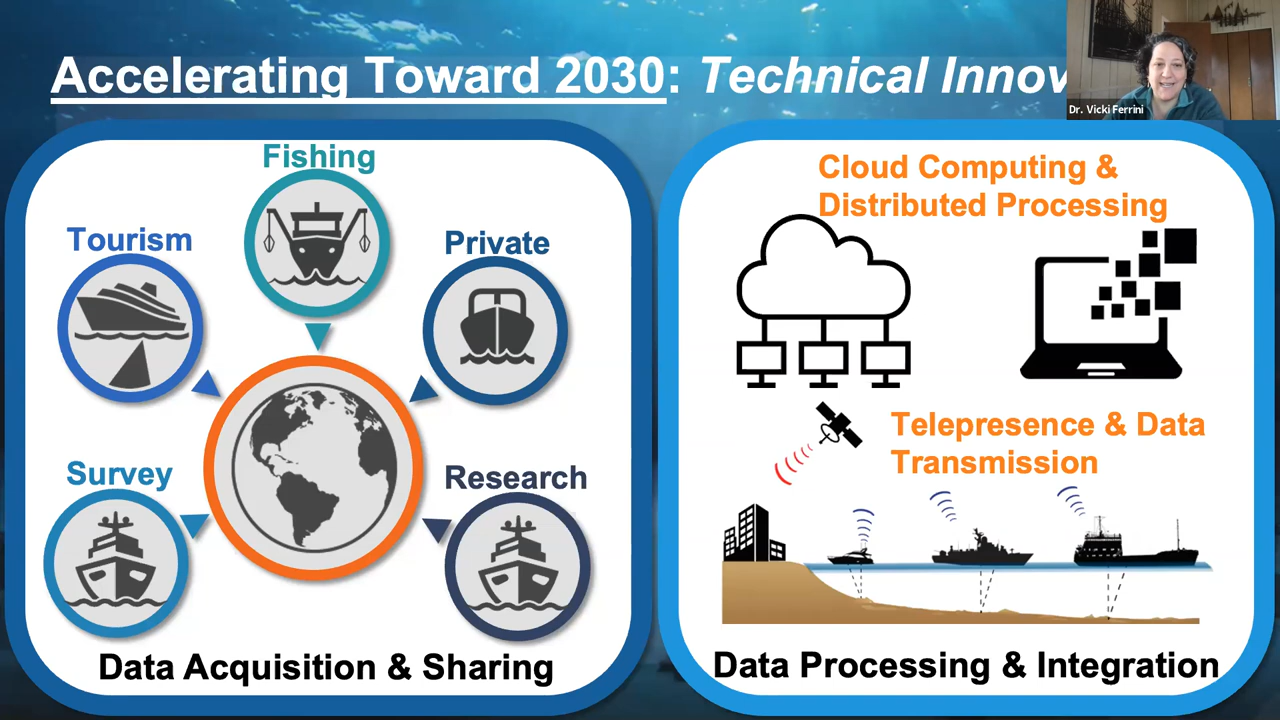 Accelerating Toward 2030: Technical Innov
Dr. Vicki Ferrini
Fishing
Tourism
Private
Survey
Research
Data Acquisition & Sharing
Cloud Computing &
Distributed Processing
Telepresence & Data
Transmission
Data Processing & Integration